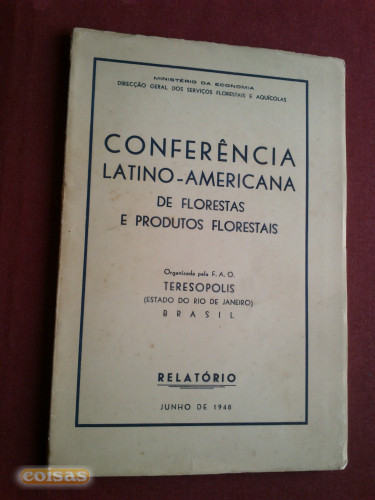 MINISTÉRIO DA ECONOMIA
DIRECÇÃO GERAL DOS SERVIÇOS FLORESTAIS E AQUÍCOLAS
CONFERÊNCIA
LATINO-AMERICANA
DE FLORESTAS
E PRODUTOS FLORESTAIS
Organizada pela F. A. O.
TERESOPOLIS
(ESTADO DO RIO DE JANEIRO)
BRASIL
RELATÓRIO
JUNHO DE 1948
coisas